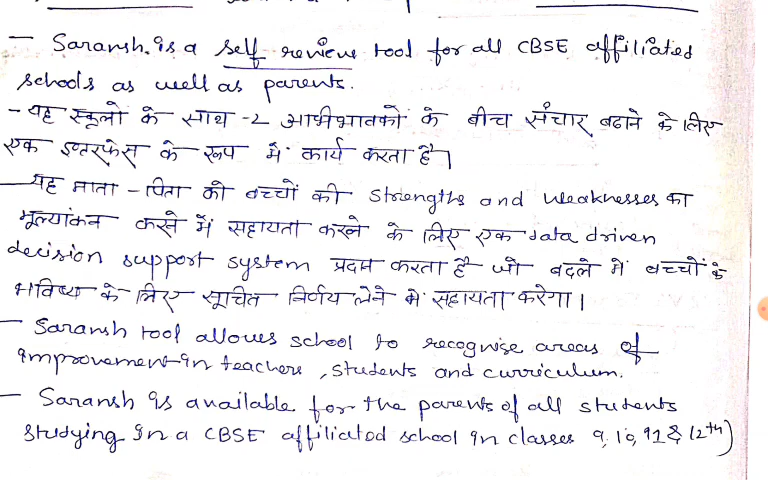 - Saransh is a self review tool for all CBSE affiliated
schools as well as parents.
- यह स्कूलो के साथ -2 अभीभावकों के बीच संचार बढाने के लिए
एक इण्टरफेस के रूप में कार्य करता है।
- यह माता - पिता को बच्चों की strengths and weaknesses का
मूल्यांकन करने में सहायता करने के लिए एक data driven
decision support system प्रदान करता है जो बदले में बच्चों के
भविष्य के लिए सूचित निर्णय लेने में सहायता करेगा।
- Saransh tool allows school to recognise areas of
improvement in teachers, students and curriculum.
- Saransh is available for the parents of all students
studying in a CBSE affiliated school in classes 9, 10, 11 & 12th)